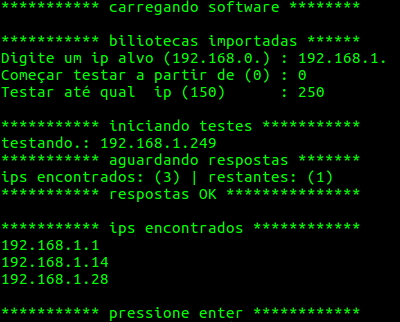 *********** carregando software ********
*********** biliotecas importadas ******
Digite um ip alvo (192.168.0.) : 192.168.1.
Começar testar a partir de (0) : 0
Testar até qual  ip (150)      : 250
*********** iniciando testes ***********
testando.: 192.168.1.249
*********** aguardando respostas *******
ips encontrados: (3) | restantes: (1)
*********** respostas OK ***************
*********** ips encontrados ************
192.168.1.1
192.168.1.14
192.168.1.28
*********** pressione enter ************